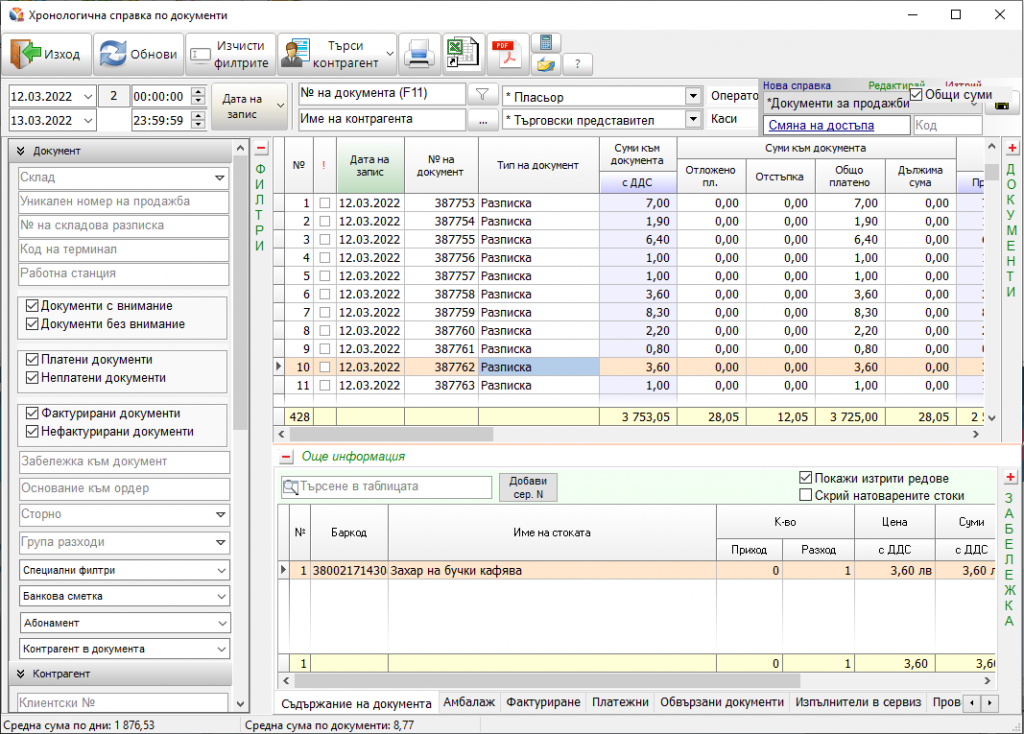 Хронологична справка по документи
Изход
Обнови
Изчисти филтрите
Търси контрагент
PDF
?
12.03.2022
2
00:00:00
13.03.2022
23:59:59
Дата на запис
№ на документа (F11)
Име на контрагента
...
* Пласьор
* Търговски представител
Операто
Каси
Нова справка
Редактирай
Изтрий
*Документи за продажби
Общи суми
Смяна на достъпа
Код
Документ
Склад
Уникален номер на продажба
№ на складова разписка
Код на терминал
Работна станция
Документи с внимание
Документи без внимание
Платени документи
Неплатени документи
Фактурирани документи
Нефактурирани документи
Забележка към документ
Основание към ордер
Сторно
Група разходи
Специални филтри
Банкова сметка
Абонамент
Контрагент в документа
Контрагент
Клиентски №
ФИЛТРИ
№ ! Дата на запис № на документ Тип на документ Суми към документа Суми към документа
с ДДС Отложено пл. Отстъпка Общо платено Дължима сума Пр
1 12.03.2022 387753 Разписка 7,00 0,00 0,00 7,00 0,00
2 12.03.2022 387754 Разписка 1,90 0,00 0,00 1,90 0,00
3 12.03.2022 387755 Разписка 6,40 0,00 0,00 6,40 0,00
4 12.03.2022 387756 Разписка 1,00 0,00 0,00 1,00 0,00
5 12.03.2022 387757 Разписка 1,00 0,00 0,00 1,00 0,00
6 12.03.2022 387758 Разписка 3,60 0,00 0,00 3,60 0,00
7 12.03.2022 387759 Разписка 8,30 0,00 0,00 8,30 0,00
8 12.03.2022 387760 Разписка 2,20 0,00 0,00 2,20 0,00
9 12.03.2022 387761 Разписка 0,80 0,00 0,00 0,80 0,00
10 12.03.2022 387762 Разписка 3,60 0,00 0,00 3,60 0,00
11 12.03.2022 387763 Разписка 1,00 0,00 0,00 1,00 0,00
428 3 753,05 28,05 12,05 3 725,00 28,05
ДОКУМЕНТИ
Още информация
Търсене в таблицата
Добави сер. N
Покажи изтрити редове
Скрий натоварените стоки
№ Баркод Име на стоката К-во Цена Суми
Приход Разход с ДДС с ДДС
1 38002171430 Захар на бучки кафява 0 1 3,60 лв 3,60 л
1 0 1 3,60 3,60
ЗАБЕЛЕЖКА
Съдържание на документа
Амбалаж
Фактуриране
Платежни
Обвързани документи
Изпълнители в сервиз
Пров
Средна сума по дни: 1 876,53
Средна сума по документи: 8,77